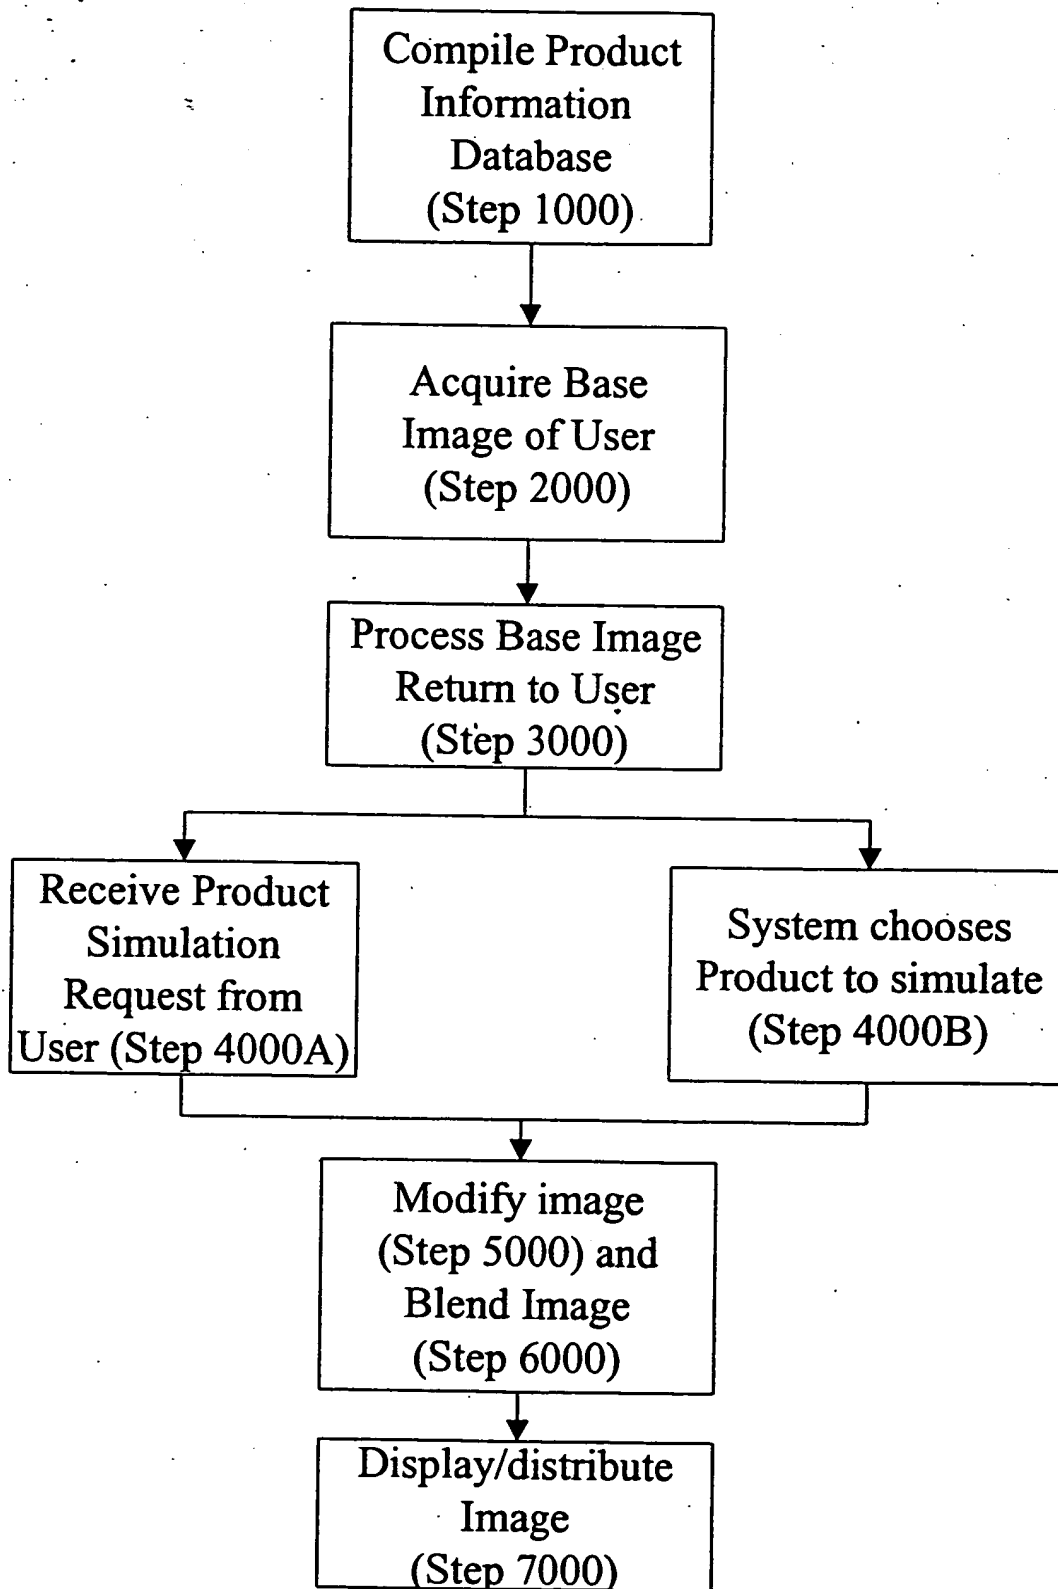 Compile Product
Information
Database
(Step 1000)
Acquire Base
Image of User
(Step 2000)
Process Base Image
Return to User
(Step 3000)
Receive Product
Simulation
Request from
User (Step 4000A)
System chooses
Product to simulate
(Step 4000B)
Modify image
(Step 5000) and
Blend Image
(Step 6000)
Display/distribute
Image
(Step 7000)